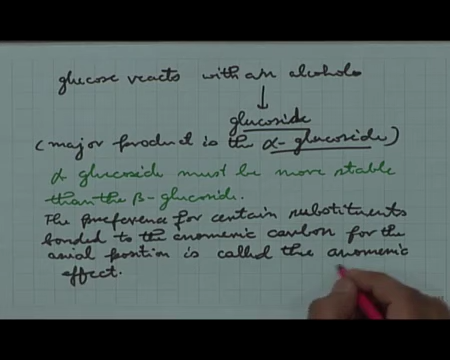 glucose reacts with an alcohols
↓
glucoside
(major product is the α-glucoside)
α glucoside must be more stable
than the β-glucoside.
The preference for certain substituents
bonded to the anomeric carbon for the
axial position is called the anomeric
effect.